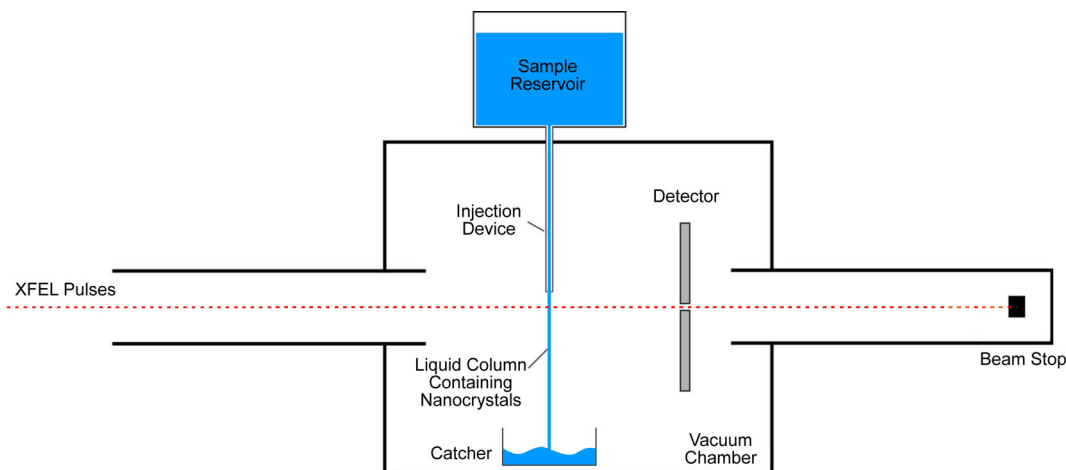 Sample
Reservoir
Injection
Device
Detector
XFEL Pulses
Liquid Column
Containing
Nanocrystals
Beam Stop
Catcher
Vacuum
Chamber